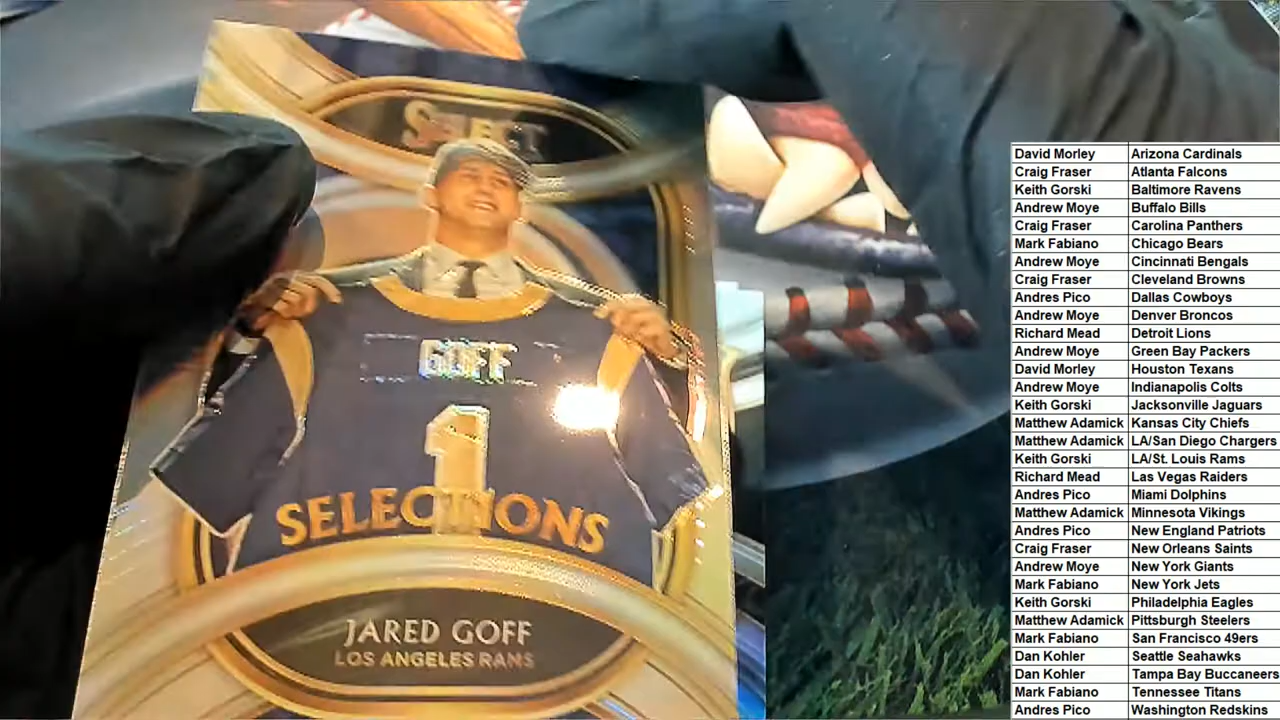 SELECT
GOFF
1
SELECTIONS
JARED GOFF
LOS ANGELES RAMS
David Morley Arizona Cardinals
Craig Fraser Atlanta Falcons
Keith Gorski Baltimore Ravens
Andrew Moye Buffalo Bills
Craig Fraser Carolina Panthers
Mark Fabiano Chicago Bears
Andrew Moye Cincinnati Bengals
Craig Fraser Cleveland Browns
Andres Pico Dallas Cowboys
Andrew Moye Denver Broncos
Richard Mead Detroit Lions
Andrew Moye Green Bay Packers
David Morley Houston Texans
Andrew Moye Indianapolis Colts
Keith Gorski Jacksonville Jaguars
Matthew Adamick Kansas City Chiefs
Matthew Adamick LA/San Diego Chargers
Keith Gorski LA/St. Louis Rams
Richard Mead Las Vegas Raiders
Andres Pico Miami Dolphins
Matthew Adamick Minnesota Vikings
Andres Pico New England Patriots
Craig Fraser New Orleans Saints
Andrew Moye New York Giants
Mark Fabiano New York Jets
Keith Gorski Philadelphia Eagles
Matthew Adamick Pittsburgh Steelers
Mark Fabiano San Francisco 49ers
Dan Kohler Seattle Seahawks
Dan Kohler Tampa Bay Buccaneers
Mark Fabiano Tennessee Titans
Andres Pico Washington Redskins